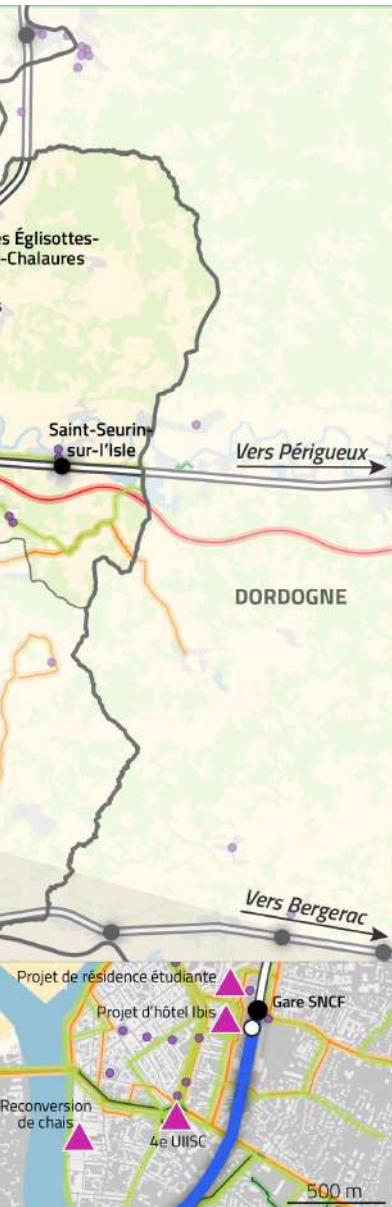 es Églisottes-
-Chalaures
s
Saint-Seurin-
sur-l'Isle
Vers Périgueux
DORDOGNE
Vers Bergerac
Projet de résidence étudiante
Gare SNCF
Projet d'hôtel Ibis
Reconversion
de chais
4e UIISC
500 m